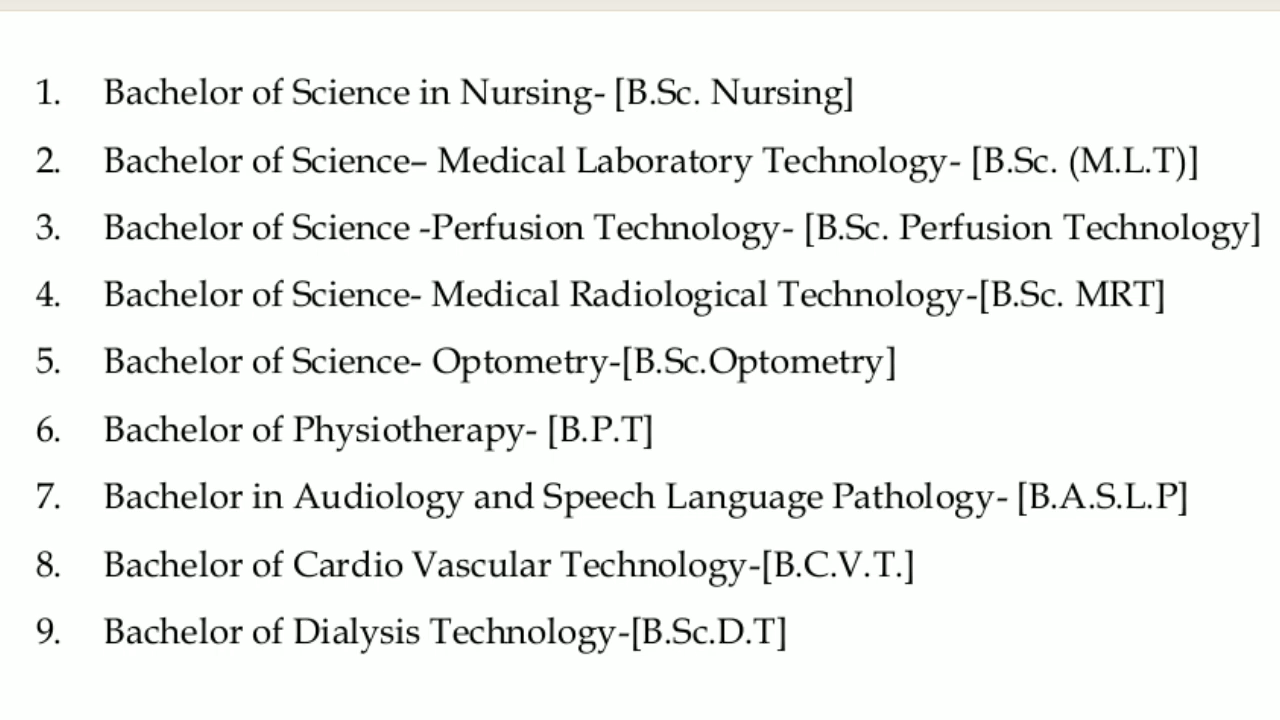 1. Bachelor of Science in Nursing- [B.Sc. Nursing]
2. Bachelor of Science– Medical Laboratory Technology- [B.Sc. (M.L.T)]
3. Bachelor of Science -Perfusion Technology- [B.Sc. Perfusion Technology]
4. Bachelor of Science- Medical Radiological Technology-[B.Sc. MRT]
5. Bachelor of Science- Optometry-[B.Sc.Optometry]
6. Bachelor of Physiotherapy- [B.P.T]
7. Bachelor in Audiology and Speech Language Pathology- [B.A.S.L.P]
8. Bachelor of Cardio Vascular Technology-[B.C.V.T.]
9. Bachelor of Dialysis Technology-[B.Sc.D.T]